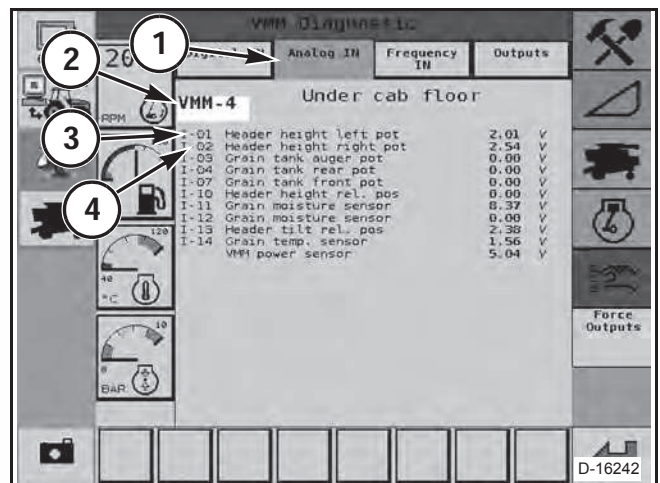 VMM Diagnostic
Analog IN
Frequency IN
Outputs
1
2
3
4
20
RPM
VMM-4
Under cab floor
I-01 Header height left pot 2.01 V
I-02 Header height right pot 2.54 V
I-03 Grain tank auger pot 0.00 V
I-04 Grain tank rear pot 0.00 V
I-07 Grain tank front pot 0.00 V
I-10 Header height rel. pos 0.00 V
I-11 Grain moisture sensor 8.37 V
I-12 Grain moisture sensor 0.00 V
I-13 Header tilt rel. pos 2.38 V
I-14 Grain temp. sensor 1.56 V
VMM power sensor 5.04 V
120
40
°C
10
0
BAR
Force
Outputs
D-16242